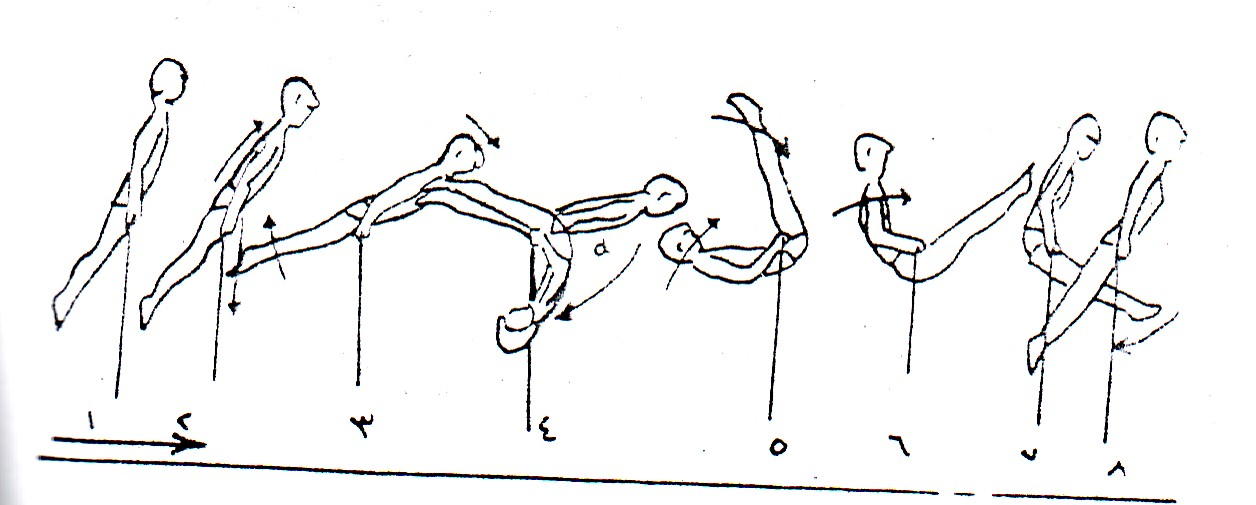 ١ ٢ ٣ ٤ ٥ ٦ ٧ ٨